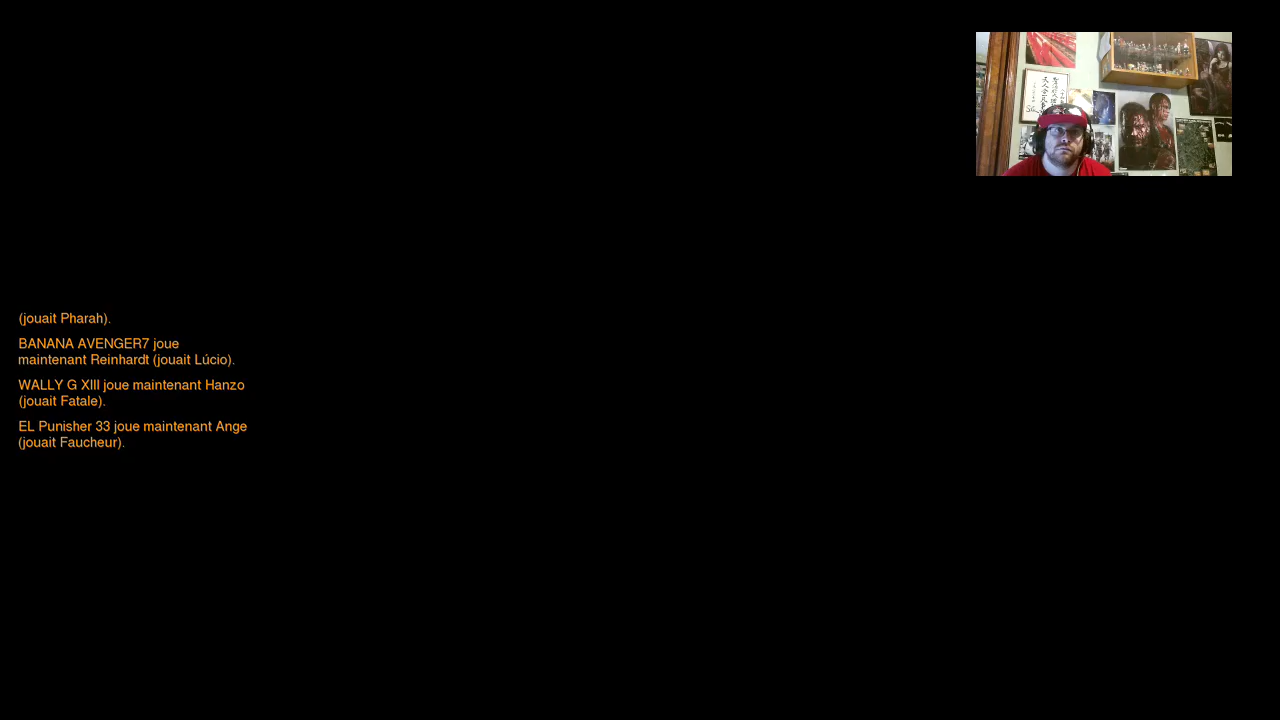 (jouait Pharah).
BANANA AVENGER7 joue
maintenant Reinhardt (jouait Lúcio).
WALLY G XIII joue maintenant Hanzo
(jouait Fatale).
EL Punisher 33 joue maintenant Ange
(jouait Faucheur).